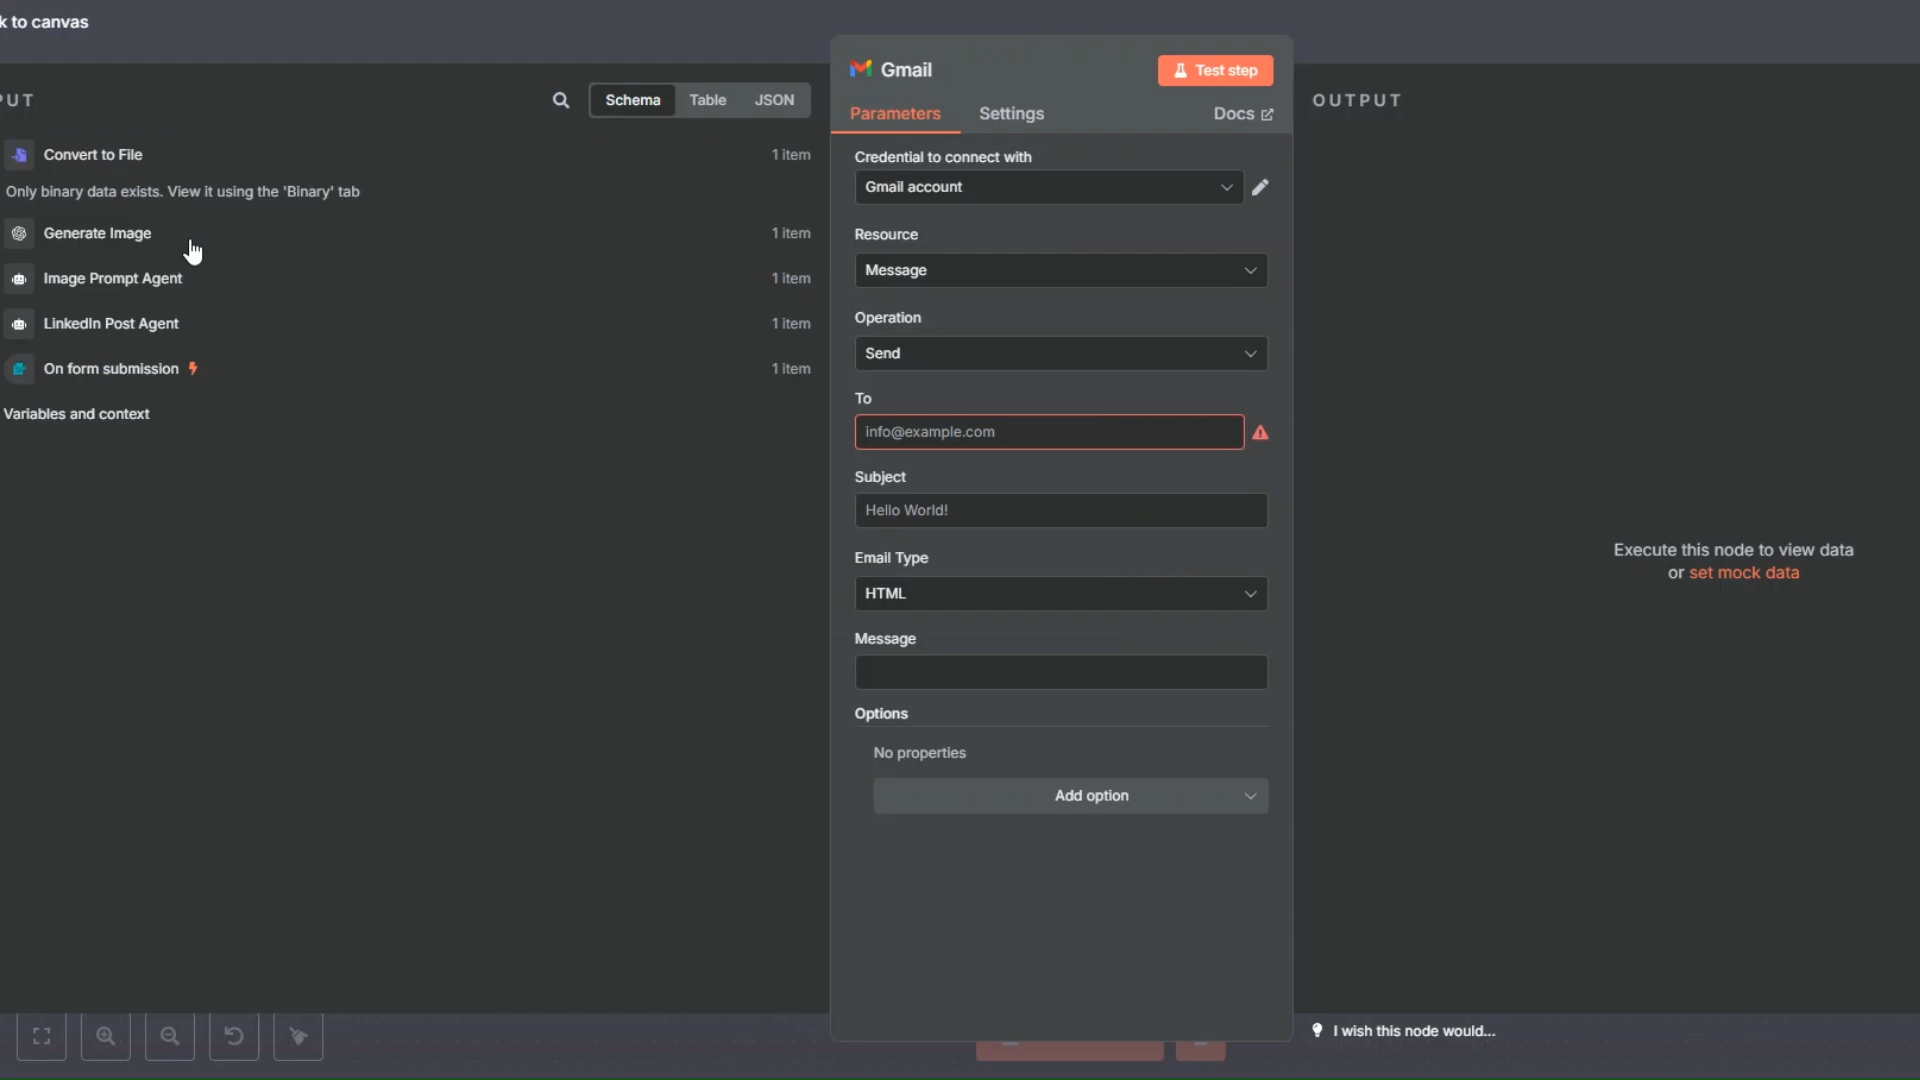 k to canvas
PUT
Schema
Table
JSON
Convert to File
1 item
Only binary data exists. View it using the 'Binary' tab
Generate Image
1 item
Image Prompt Agent
1 item
LinkedIn Post Agent
1 item
On form submission
1 item
Variables and context
Gmail
Test step
Parameters
Settings
Docs
Credential to connect with
Gmail account
Resource
Message
Operation
Send
To
info@example.com
Subject
Hello World!
Email Type
HTML
Message
Options
No properties
Add option
OUTPUT
Execute this node to view data
or set mock data
I wish this node would...